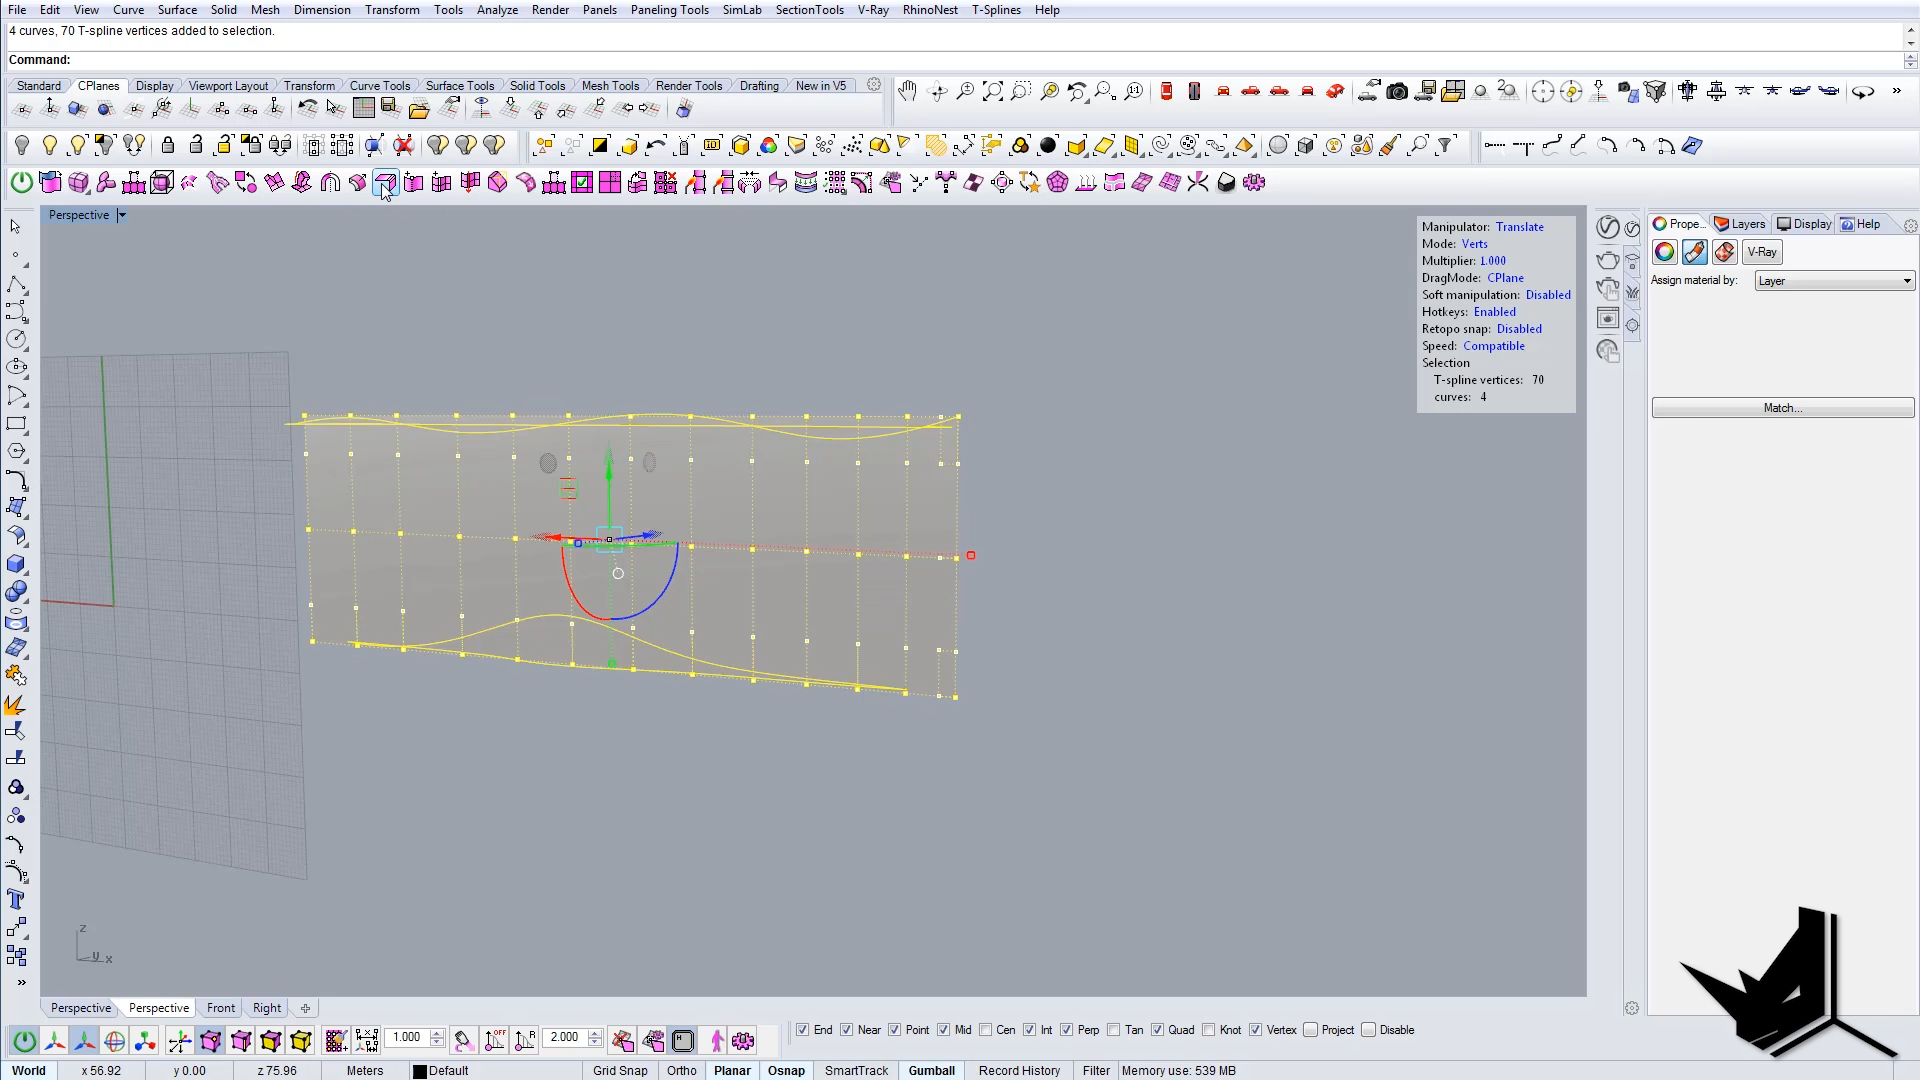 File Edit View Curve Surface Solid Mesh Dimension Transform Tools Analyze Render Panels Paneling Tools SimLab SectionTools V-Ray RhinoNest T-Splines Help
4 curves, 70 T-spline vertices added to selection.
Command:
Standard CPlanes Display Viewport Layout Transform Curve Tools Surface Tools Solid Tools Mesh Tools Render Tools Drafting New in V5
Perspective
Manipulator: Translate
Mode: Verts
Multiplier: 1.000
DragMode: CPlane
Soft manipulation: Disabled
Hotkeys: Enabled
Retopo snap: Disabled
Speed: Compatible
Selection
T-spline vertices: 70
curves: 4
Prope... Layers Display Help
V-Ray
Assign material by: Layer
Match...
z
y x
Perspective Perspective Front Right
1.000 OFF R 2.000 H
End Near Point Mid Cen Int Perp Tan Quad Knot Vertex Project Disable
World x 56.92 y 0.00 z 75.96 Meters Default Grid Snap Ortho Planar Osnap SmartTrack Gumball Record History Filter Memory use: 539 MB